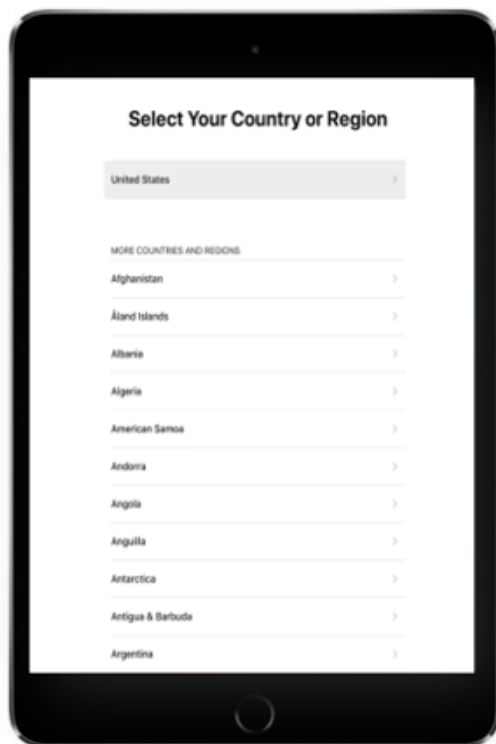 Select Your Country or Region
United States
MORE COUNTRIES AND REGIONS
Afghanistan
Åland Islands
Albania
Algeria
American Samoa
Andorra
Angola
Anguilla
Antarctica
Antigua & Barbuda
Argentina